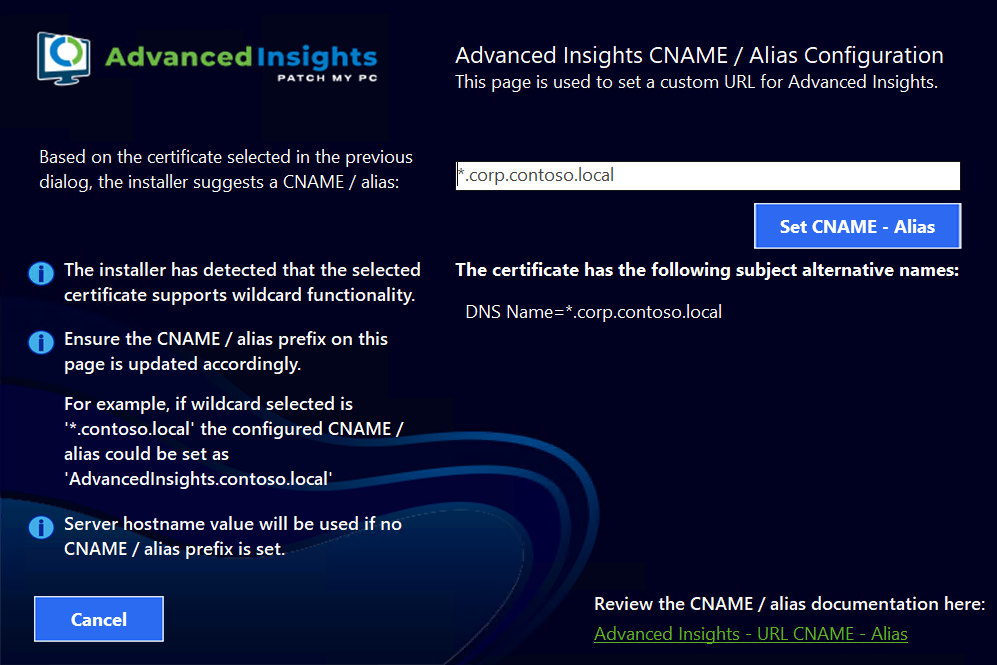 Advanced Insights
PATCH MY PC
Advanced Insights CNAME / Alias Configuration
This page is used to set a custom URL for Advanced Insights.
Based on the certificate selected in the previous
dialog, the installer suggests a CNAME / alias:
*.corp.contoso.local
Set CNAME - Alias
The installer has detected that the selected
certificate supports wildcard functionality.
Ensure the CNAME / alias prefix on this
page is updated accordingly.
For example, if wildcard selected is
'*.contoso.local' the configured CNAME /
alias could be set as
'AdvancedInsights.contoso.local'
Server hostname value will be used if no
CNAME / alias prefix is set.
The certificate has the following subject alternative names:
DNS Name=*.corp.contoso.local
Cancel
Review the CNAME / alias documentation here:
Advanced Insights - URL CNAME - Alias